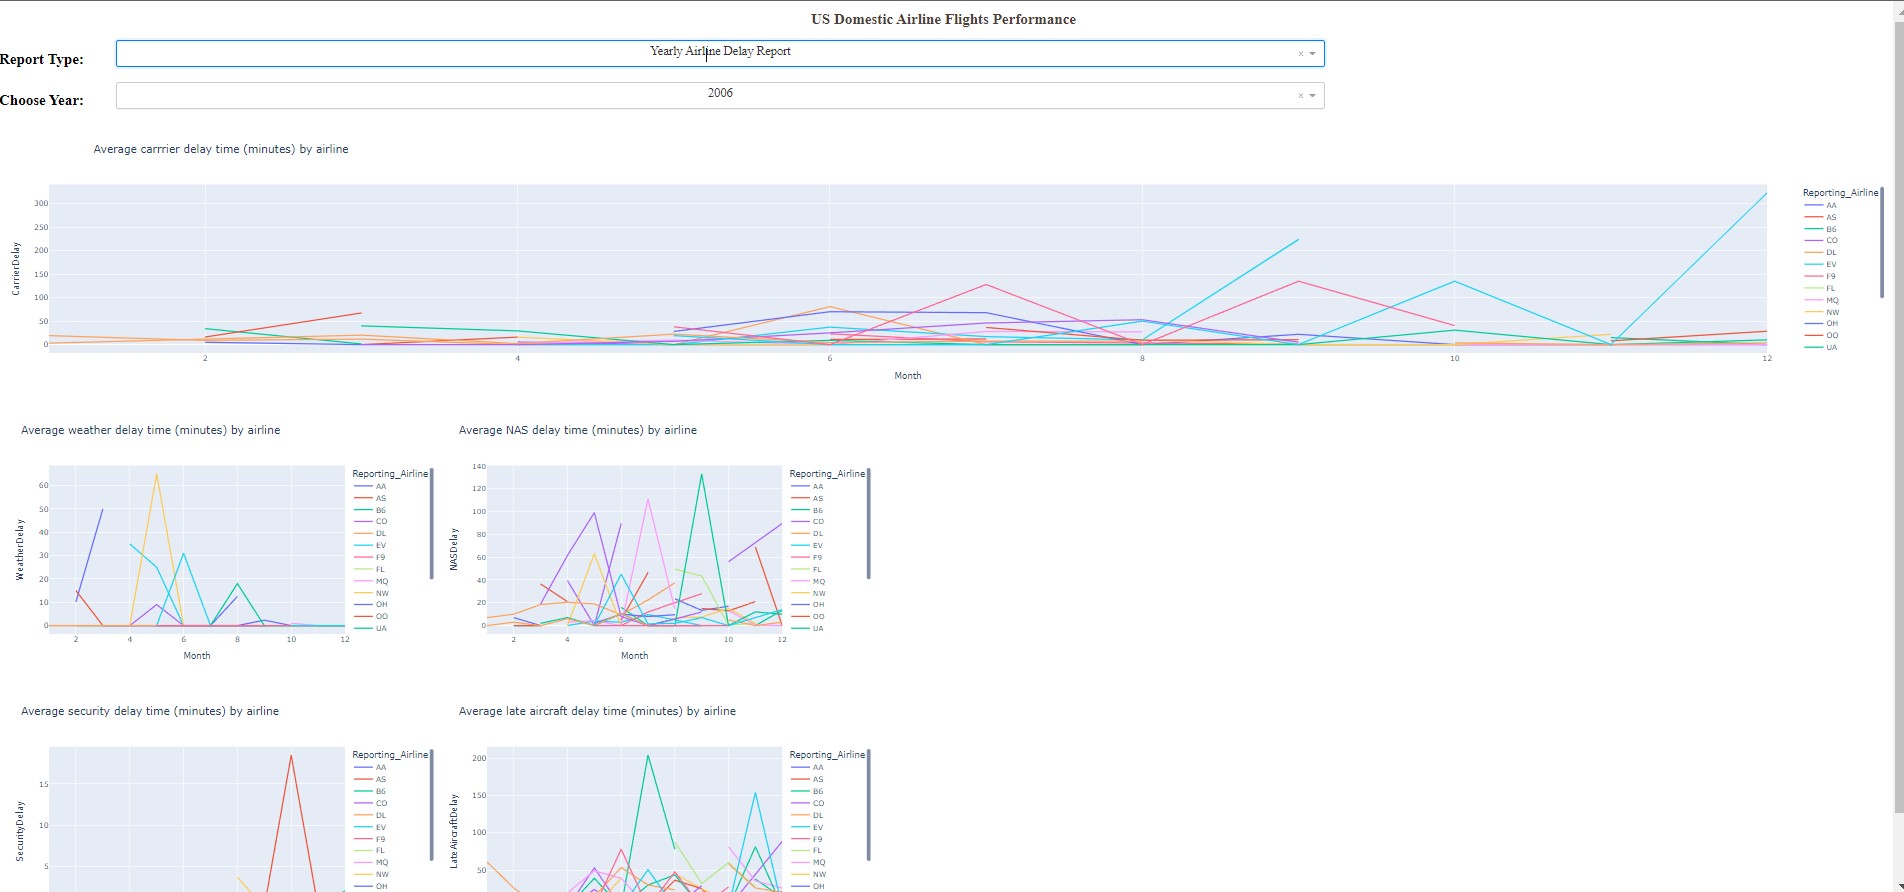 US Domestic Airline Flights Performance
Report Type:
Yearly Airline Delay Report
×
Choose Year:
2006
×
Average carrrier delay time (minutes) by airline
CarrierDelay
300
250
200
150
100
50
0
2
4
6
8
10
12
Month
Reporting_Airline
AA
AS
B6
CO
DL
EV
F9
FL
MQ
NW
OH
OO
UA
Average weather delay time (minutes) by airline
WeatherDelay
60
50
40
30
20
10
0
2
4
6
8
10
12
Month
Reporting_Airline
AA
AS
B6
CO
DL
EV
F9
FL
MQ
NW
OH
OO
UA
Average NAS delay time (minutes) by airline
NASDelay
140
120
100
80
60
40
20
0
2
4
6
8
10
12
Month
Reporting_Airline
AA
AS
B6
CO
DL
EV
F9
FL
MQ
NW
OH
OO
UA
Average security delay time (minutes) by airline
SecurityDelay
15
10
5
Reporting_Airline
AA
AS
B6
CO
DL
EV
F9
FL
MQ
NW
OH
Average late aircraft delay time (minutes) by airline
LateAircraftDelay
200
150
100
50
Reporting_Airline
AA
AS
B6
CO
DL
EV
F9
FL
MQ
NW
OH